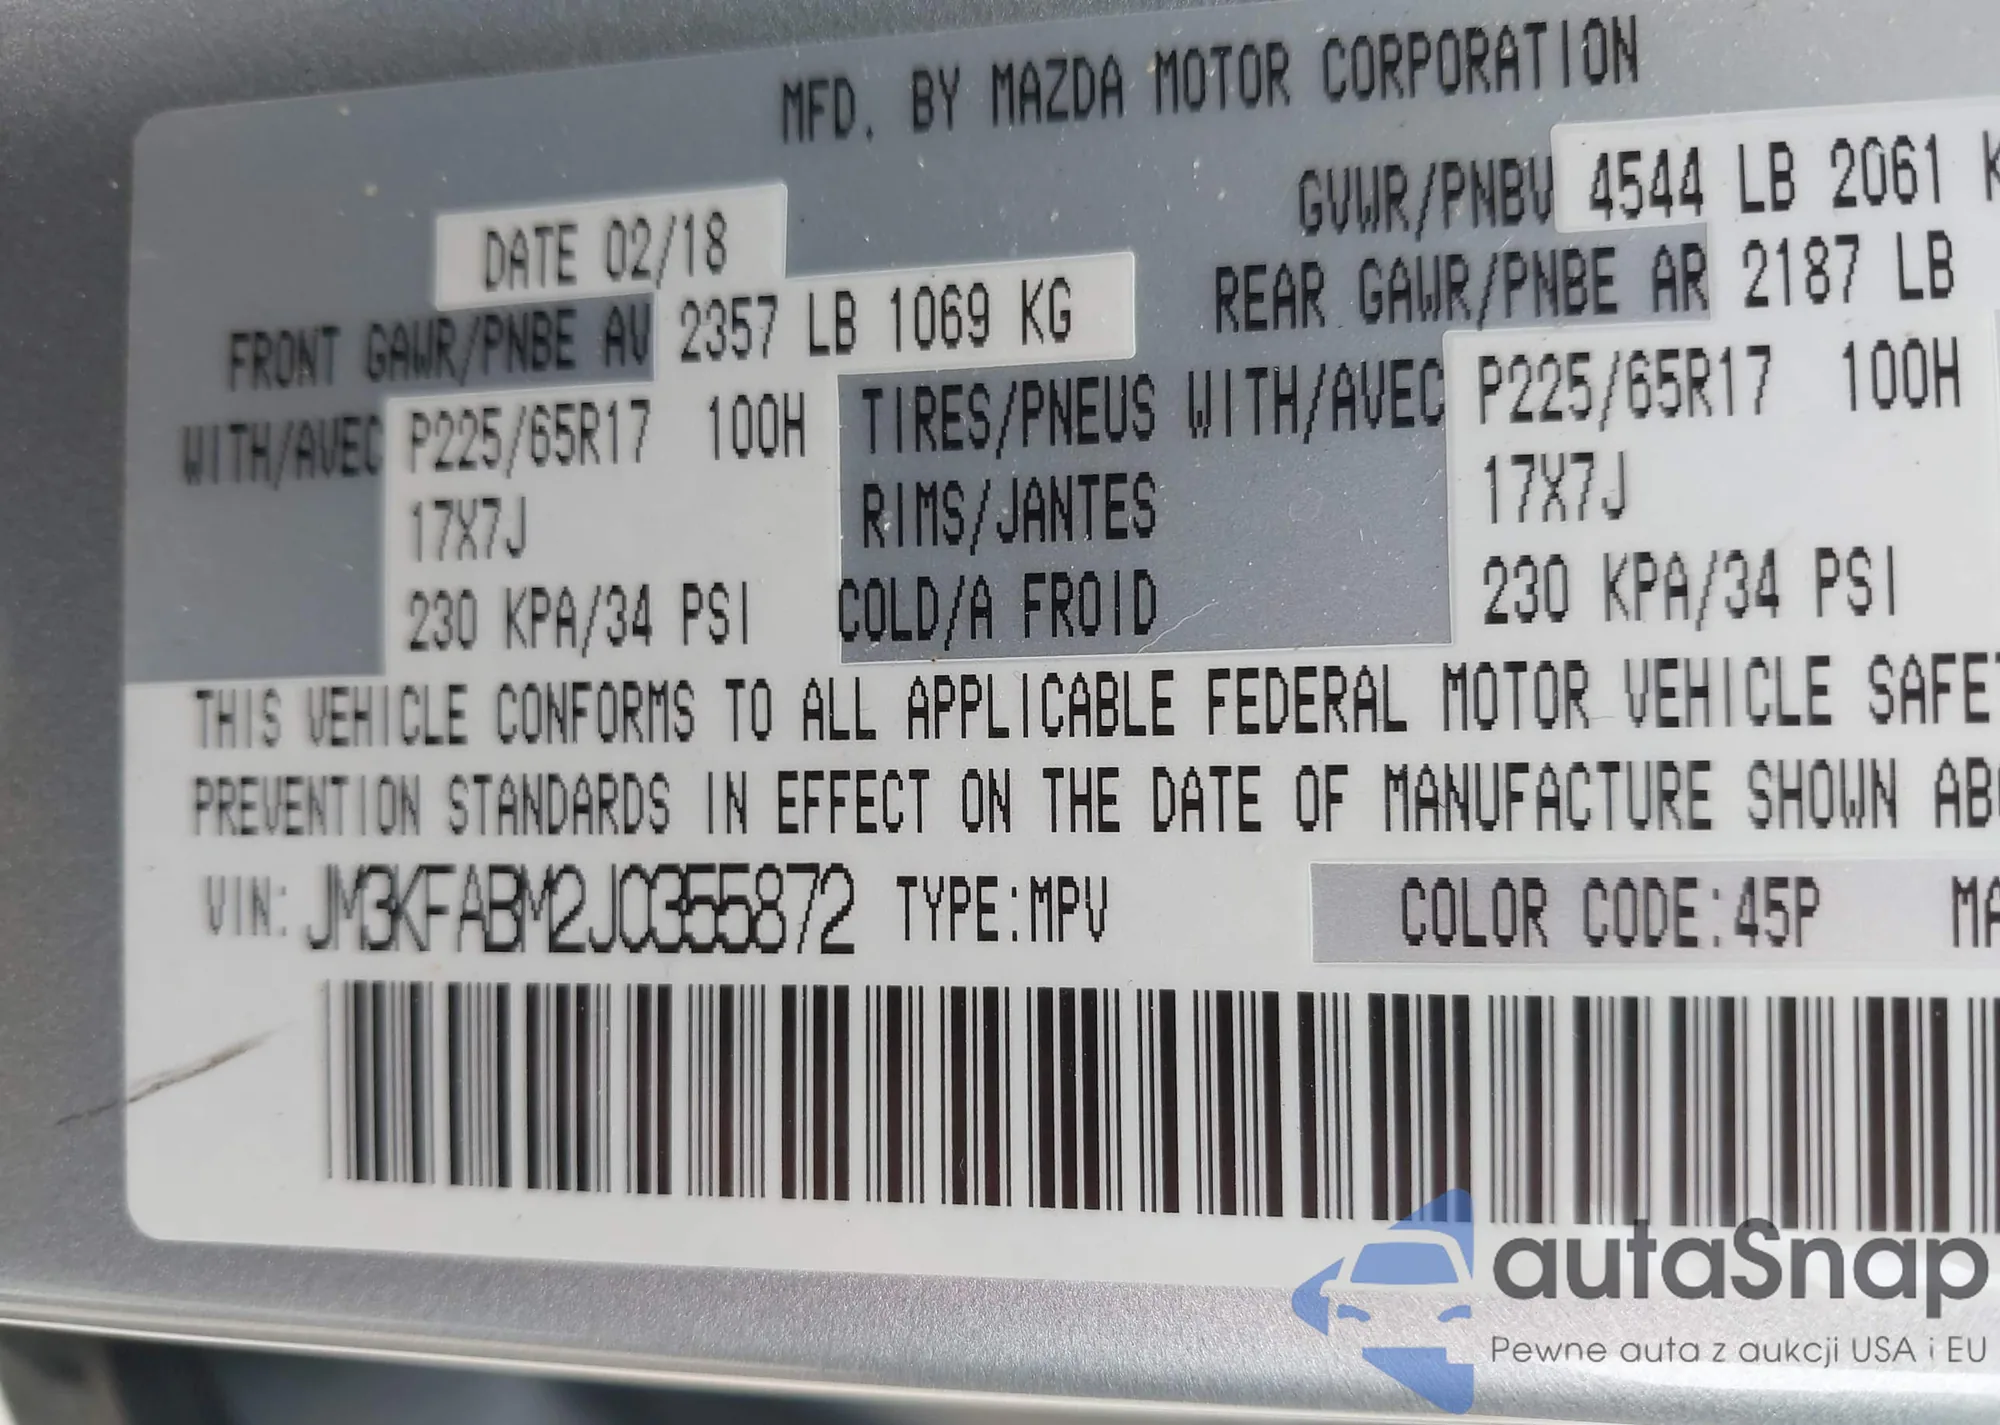 MFD. BY MAZDA MOTOR CORPORATION
DATE 02/18 GVWR/PNBV 4544 LB 2061 K
FRONT GAWR/PNBE AV 2357 LB 1069 KG REAR GAWR/PNBE AR 2187 LB
WITH/AVEC P225/65R17 100H TIRES/PNEUS WITH/AVEC P225/65R17 100H
17X7J RIMS/JANTES 17X7J
230 KPA/34 PSI COLD/A FROID 230 KPA/34 PSI
THIS VEHICLE CONFORMS TO ALL APPLICABLE FEDERAL MOTOR VEHICLE SAFET
PREVENTION STANDARDS IN EFFECT ON THE DATE OF MANUFACTURE SHOWN ABO
VIN: JM3KFABM2J0355872 TYPE:MPV COLOR CODE:45P MA
autaSnap
Pewne auta z aukcji USA i EU